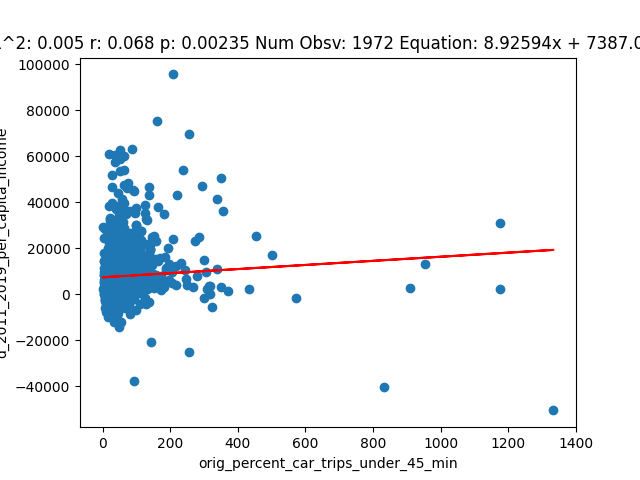 ^2: 0.005 r: 0.068 p: 0.00235 Num Obsv: 1972 Equation: 8.92594x + 7387.0
100000
80000
60000
40000
20000
0
−20000
−40000
d_2011_2019_per_capita_income
0 200 400 600 800 1000 1200 1400
orig_percent_car_trips_under_45_min